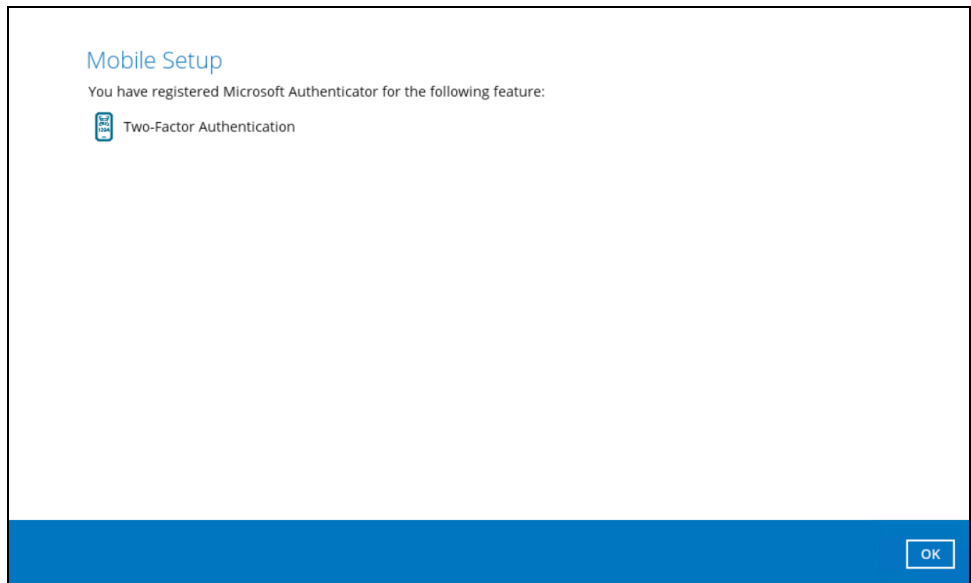 Mobile Setup
You have registered Microsoft Authenticator for the following feature:
Two-Factor Authentication
OK